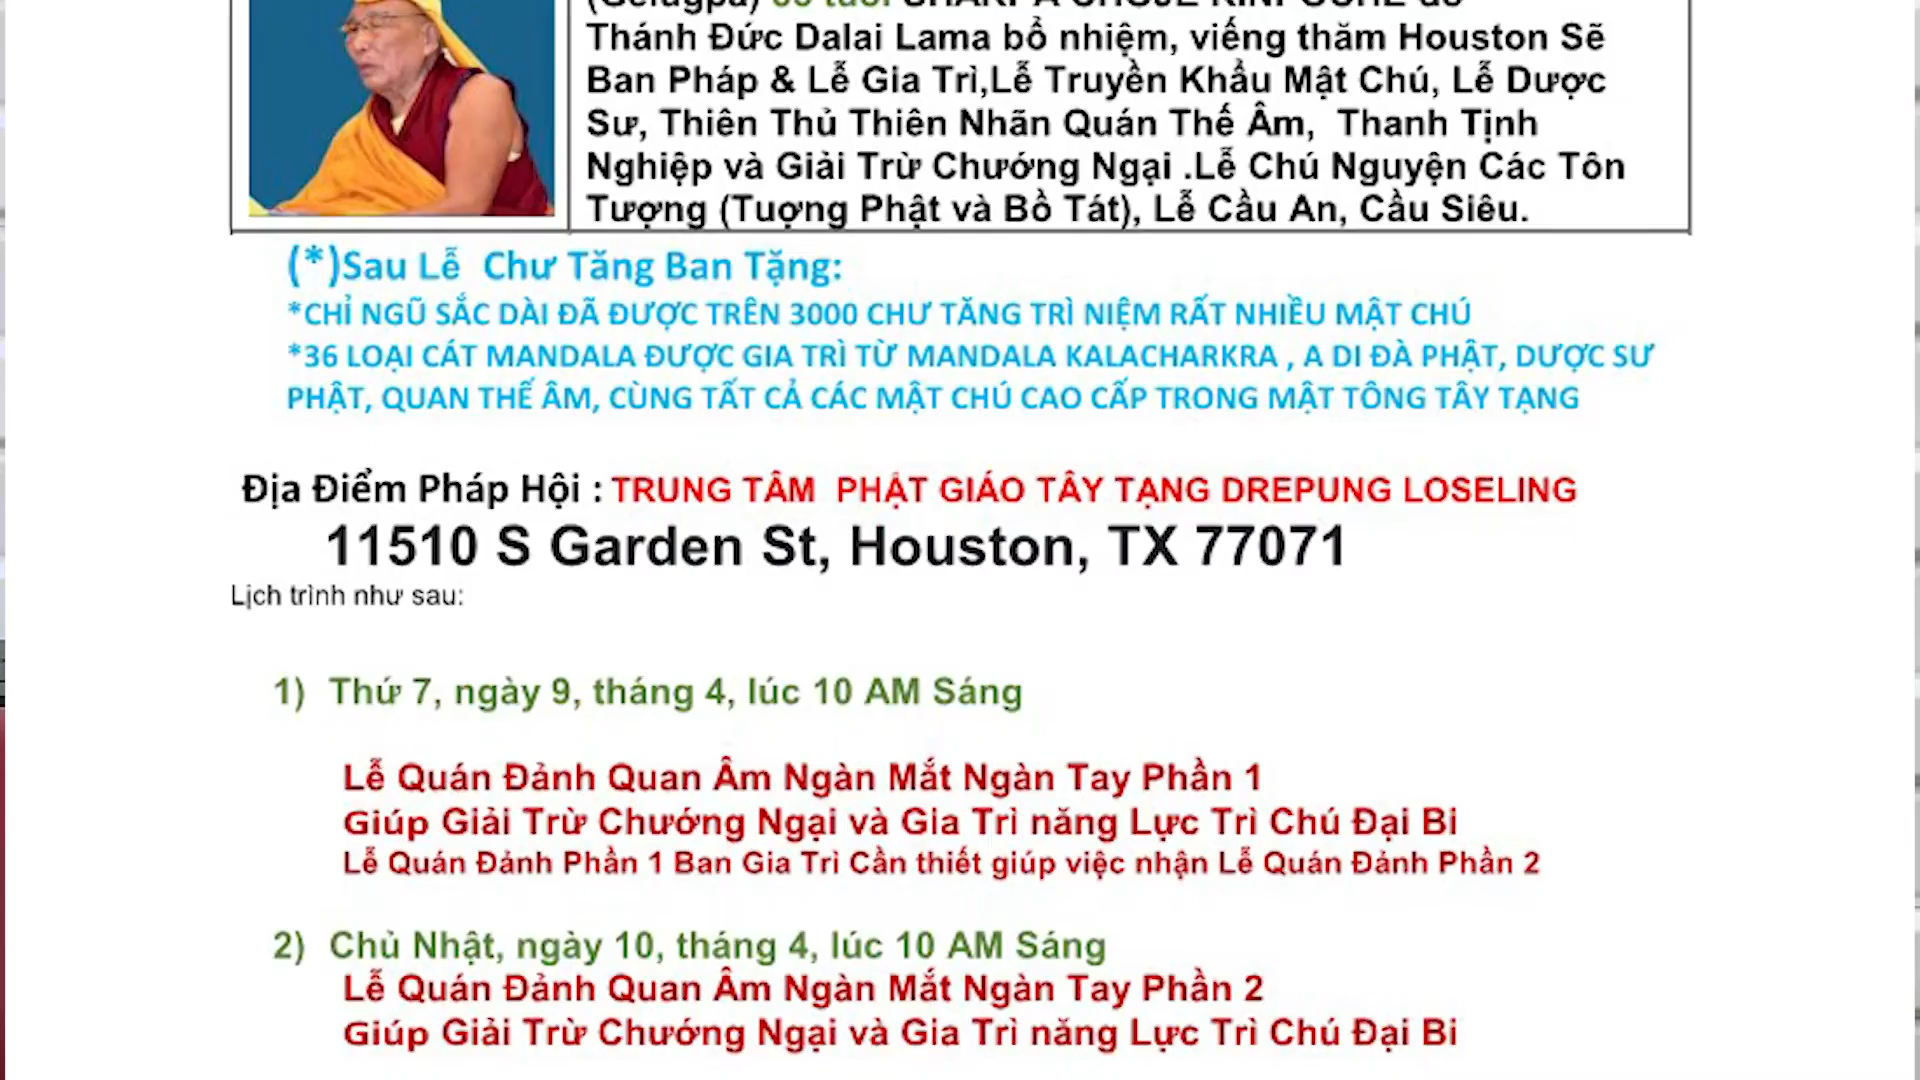 Thánh Đức Dalai Lama bổ nhiệm, viếng thăm Houston Sẽ
Ban Pháp & Lễ Gia Trì,Lễ Truyền Khẩu Mật Chú, Lễ Dược
Sư, Thiên Thủ Thiên Nhãn Quán Thế Âm, Thanh Tịnh
Nghiệp và Giải Trừ Chướng Ngại .Lễ Chú Nguyện Các Tôn
Tượng (Tuợng Phật và Bồ Tát), Lễ Cầu An, Cầu Siêu.
(*)Sau Lễ Chư Tăng Ban Tặng:
*CHỈ NGŨ SẮC DÀI ĐÃ ĐƯỢC TRÊN 3000 CHƯ TĂNG TRÌ NIỆM RẤT NHIỀU MẬT CHÚ
*36 LOẠI CÁT MANDALA ĐƯỢC GIA TRÌ TỪ MANDALA KALACHARKRA , A DI ĐÀ PHẬT, DƯỢC SƯ
PHẬT, QUAN THẾ ÂM, CÙNG TẤT CẢ CÁC MẬT CHÚ CAO CẤP TRONG MẬT TÔNG TÂY TẠNG
Địa Điểm Pháp Hội : TRUNG TÂM PHẬT GIÁO TÂY TẠNG DREPUNG LOSELING
11510 S Garden St, Houston, TX 77071
Lịch trình như sau:
1) Thứ 7, ngày 9, tháng 4, lúc 10 AM Sáng
Lễ Quán Đảnh Quan Âm Ngàn Mắt Ngàn Tay Phần 1
Giúp Giải Trừ Chướng Ngại và Gia Trì năng Lực Trì Chú Đại Bi
Lễ Quán Đảnh Phần 1 Ban Gia Trì Cần thiết giúp việc nhận Lễ Quán Đảnh Phần 2
2) Chủ Nhật, ngày 10, tháng 4, lúc 10 AM Sáng
Lễ Quán Đảnh Quan Âm Ngàn Mắt Ngàn Tay Phần 2
Giúp Giải Trừ Chướng Ngại và Gia Trì năng Lực Trì Chú Đại Bi